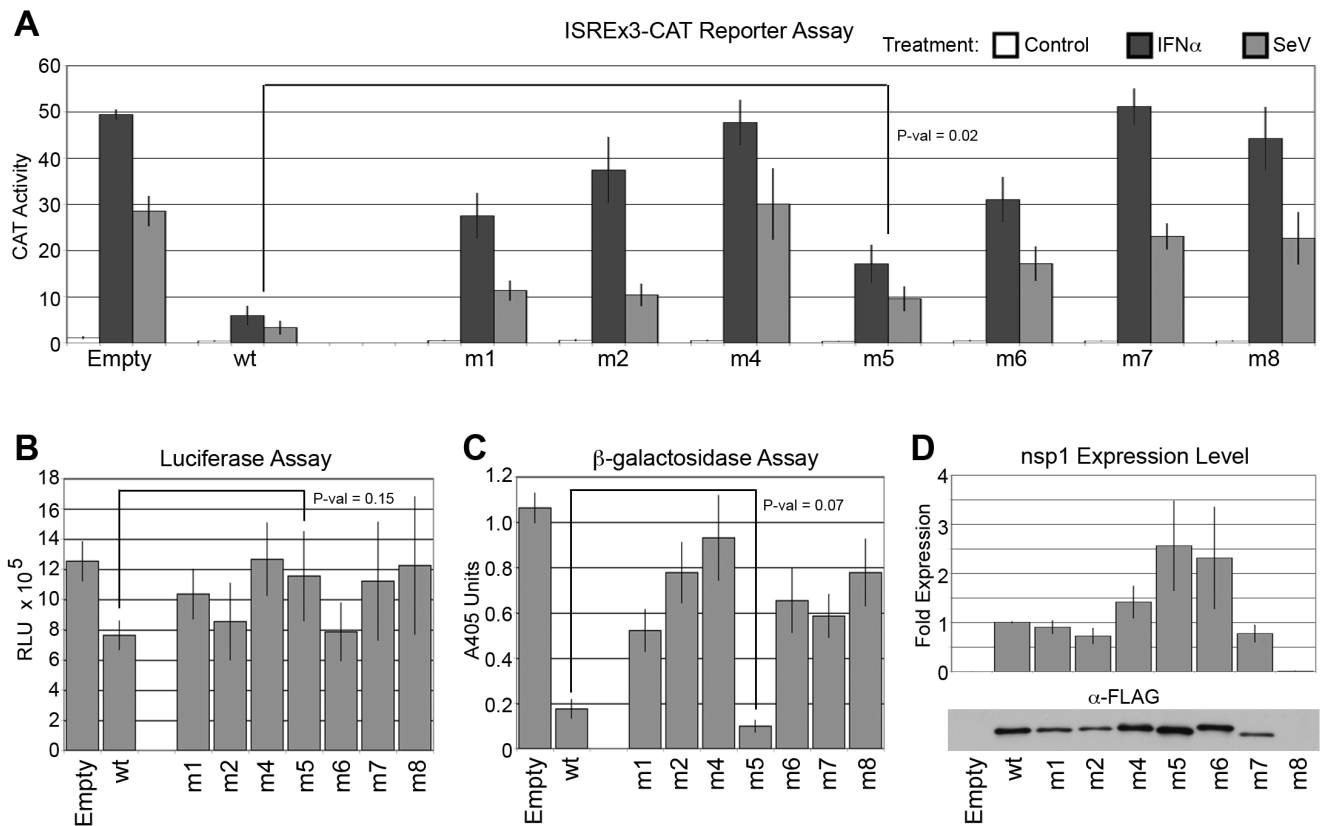 A
ISREx3-CAT Reporter Assay
Treatment: Control IFNα SeV
CAT Activity
60
50
40
30
20
10
0
P-val = 0.02
Empty wt m1 m2 m4 m5 m6 m7 m8
B
Luciferase Assay
RLU x 10⁵
18
16
14
12
10
8
6
4
2
0
P-val = 0.15
Empty wt m1 m2 m4 m5 m6 m7 m8
C
β-galactosidase Assay
A405 Units
1.2
1.0
0.8
0.6
0.4
0.2
0
P-val = 0.07
Empty wt m1 m2 m4 m5 m6 m7 m8
D
nsp1 Expression Level
Fold Expression
4
3
2
1
0
α-FLAG
Empty wt m1 m2 m4 m5 m6 m7 m8